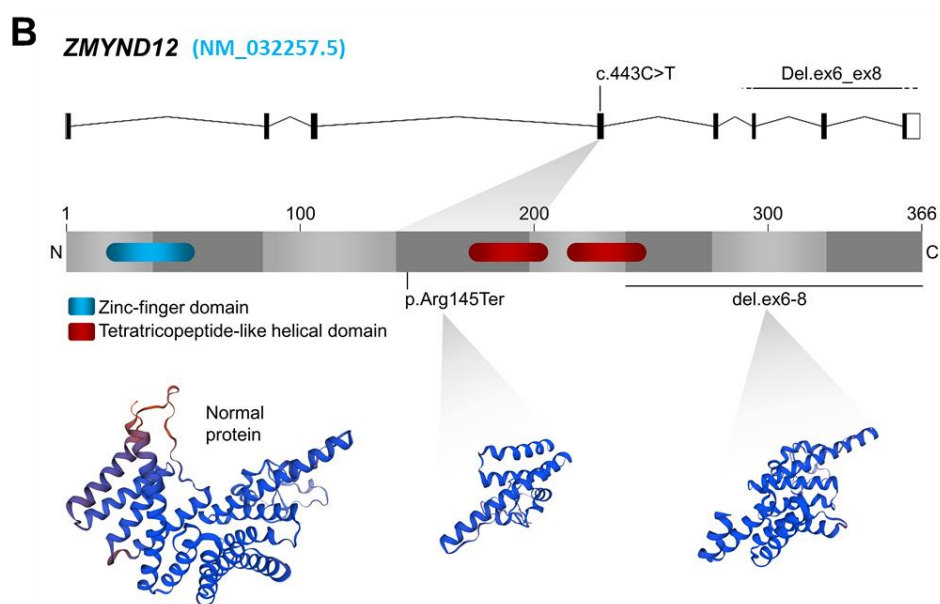 B
ZMYND12 (NM_032257.5)
c.443C>T
Del.ex6_ex8
1 100 200 300 366
N C
p.Arg145Ter
del.ex6-8
Zinc-finger domain
Tetratricopeptide-like helical domain
Normal
protein